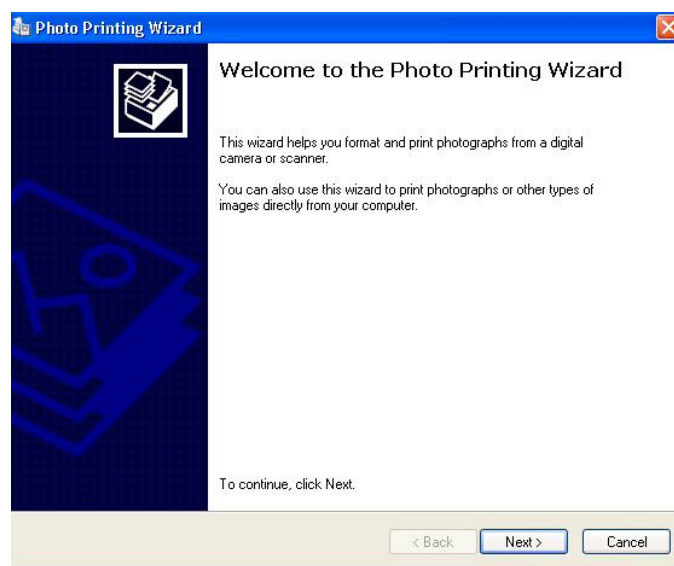 Photo Printing Wizard
Welcome to the Photo Printing Wizard
This wizard helps you format and print photographs from a digital
camera or scanner.
You can also use this wizard to print photographs or other types of
images directly from your computer.
To continue, click Next.
< Back Next > Cancel